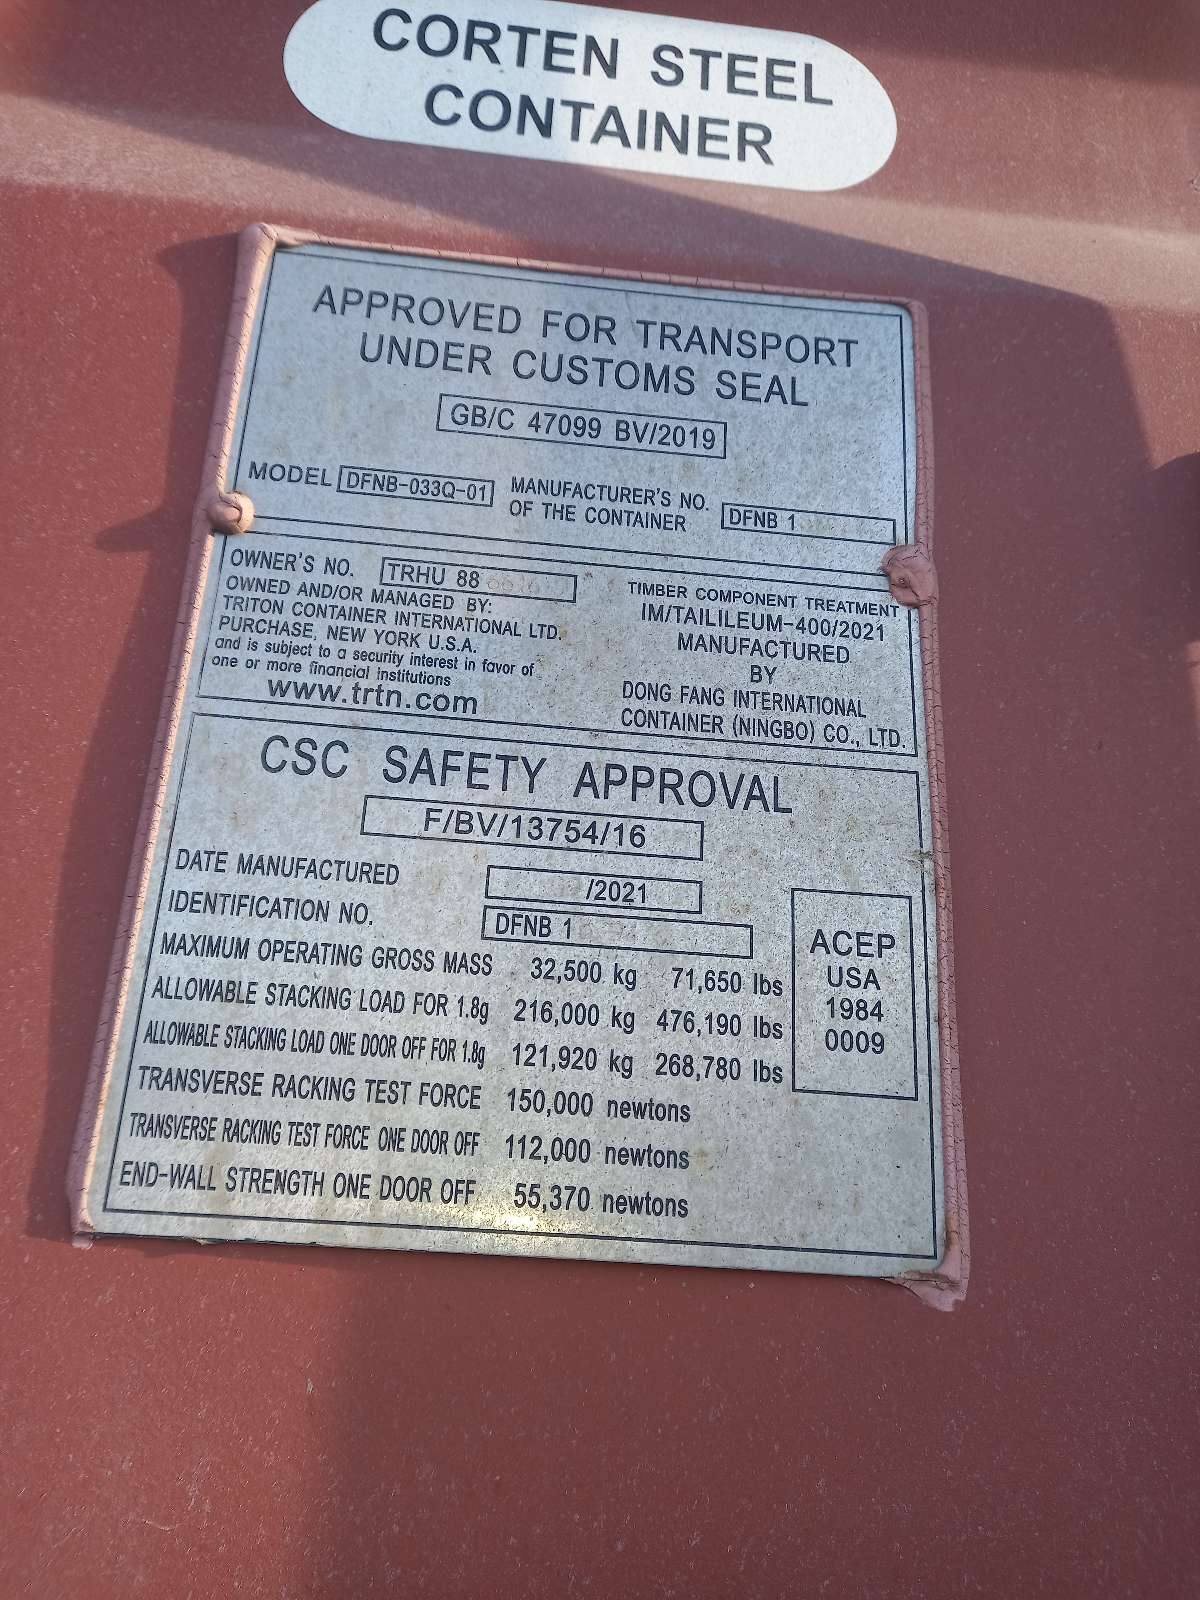 CORTEN STEEL
CONTAINER
APPROVED FOR TRANSPORT
UNDER CUSTOMS SEAL
GB/C 47099 BV/2019
MODEL DFNB-033Q-01
MANUFACTURER'S NO.
OF THE CONTAINER
DFNB 1
OWNER'S NO. TRHU 88
OWNED AND/OR MANAGED BY:
TRITON CONTAINER INTERNATIONAL LTD.
PURCHASE, NEW YORK U.S.A.
and is subject to a security interest in favor of
one or more financial institutions
www.trtn.com
TIMBER COMPONENT TREATMENT
IM/TAILILEUM-400/2021
MANUFACTURED
BY
DONG FANG INTERNATIONAL
CONTAINER (NINGBO) CO., LTD.
CSC SAFETY APPROVAL
F/BV/13754/16
DATE MANUFACTURED /2021
IDENTIFICATION NO. DFNB 1
MAXIMUM OPERATING GROSS MASS 32,500 kg 71,650 lbs
ALLOWABLE STACKING LOAD FOR 1.8g 216,000 kg 476,190 lbs
ALLOWABLE STACKING LOAD ONE DOOR OFF FOR 1.8g 121,920 kg 268,780 lbs
TRANSVERSE RACKING TEST FORCE 150,000 newtons
TRANSVERSE RACKING TEST FORCE ONE DOOR OFF 112,000 newtons
END-WALL STRENGTH ONE DOOR OFF 55,370 newtons
ACEP
USA
1984
0009